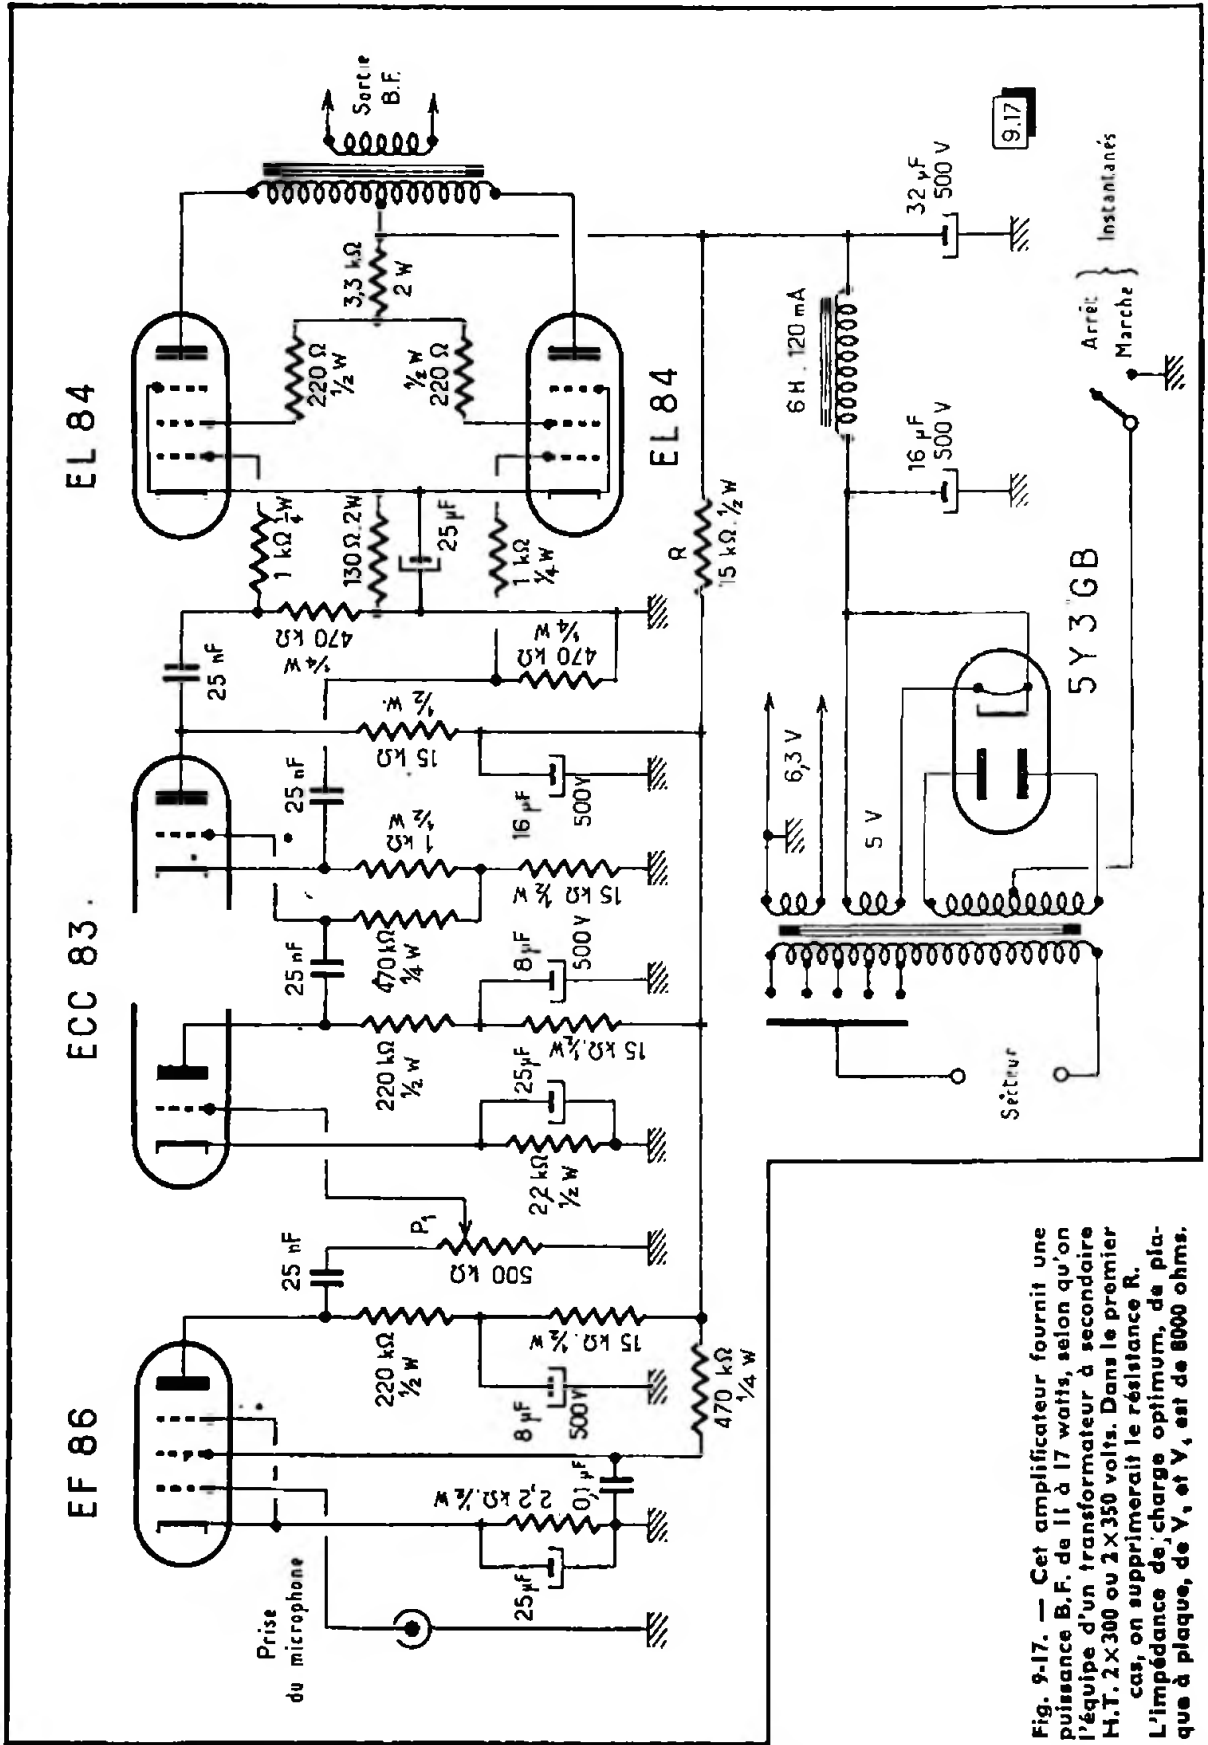 EF 86
ECC 83
EL 84
EL 84
Prise
du microphone
25 µF
2,2 kΩ. ½ W
0,1 µF
220 kΩ
½ W
8 µF
500 V
15 kΩ. ½ W
470 kΩ
¼ W
25 nF
P1
500 kΩ
2,2 kΩ
½ W
25 µF
220 kΩ
½ W
15 kΩ. ½ W
8 µF
500 V
25 nF
470 kΩ
¼ W
1 kΩ
½ W
15 kΩ ½ W
25 nF
16 µF
500 V
15 kΩ
½ W.
25 nF
470 kΩ
¼ W
470 kΩ
¼ W
1 kΩ ¼ W
130 Ω. 2 W
25 µF
1 kΩ
¼ W
220 Ω
½ W
½ W
220 Ω
3,3 kΩ
2 W
Sortie
B.F.
R
15 kΩ. ½ W
Secteur
6,3 V
5 V
5Y3 GB
16 µF
500 V
6 H. 120 mA
32 µF
500 V
Arrêt
Marche
Instantanés
9.17
Fig. 9-17. — Cet amplificateur fournit une
puissance B.F. de 11 à 17 watts, selon qu'on
l'équipe d'un transformateur à secondaire
H.T. 2×300 ou 2×350 volts. Dans le premier
cas, on supprimerait le résistance R.
L'impédance de charge optimum, de pla-
que à plaque, de V, et V4 est de 8000 ohms.